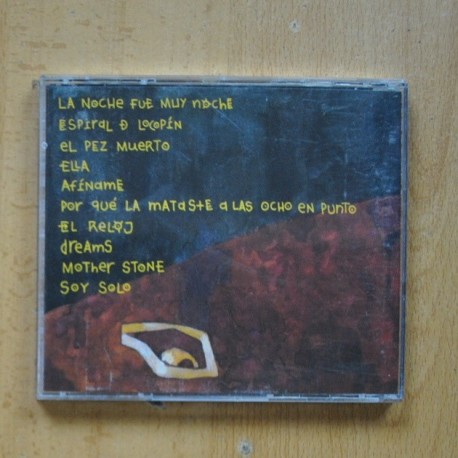 LA NOCHE FUE MUY NOCHE
ESPIRAL D LOCOPÍN
EL PEZ MUERTO
ELLA
AFÍNAME
POR QUÉ LA MATASTE A LAS OCHO EN PUNTO
EL RELOJ
dREAMS
MOTHER STONE
SOY SOLO